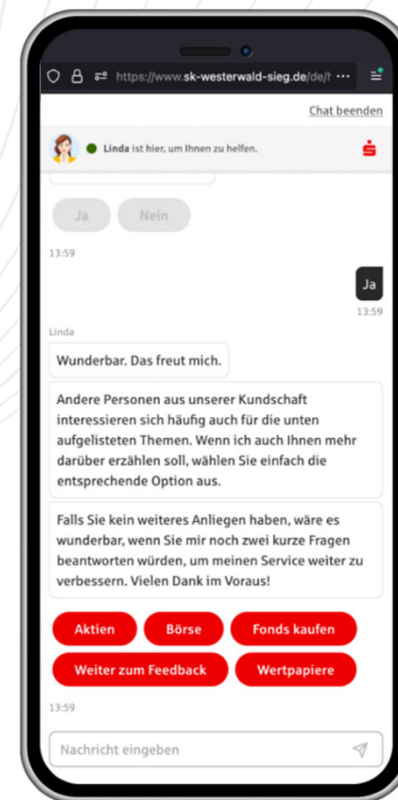 https://www.sk-westerwald-sieg.de/de/h ···
Chat beenden
Linda ist hier, um Ihnen zu helfen.
Ja Nein
13:59
Ja
13:59
Linda
Wunderbar. Das freut mich.
Andere Personen aus unserer Kundschaft
interessieren sich häufig auch für die unten
aufgelisteten Themen. Wenn ich auch Ihnen mehr
darüber erzählen soll, wählen Sie einfach die
entsprechende Option aus.
Falls Sie kein weiteres Anliegen haben, wäre es
wunderbar, wenn Sie mir noch zwei kurze Fragen
beantworten würden, um meinen Service weiter zu
verbessern. Vielen Dank im Voraus!
Aktien Börse Fonds kaufen
Weiter zum Feedback Wertpapiere
13:59
Nachricht eingeben